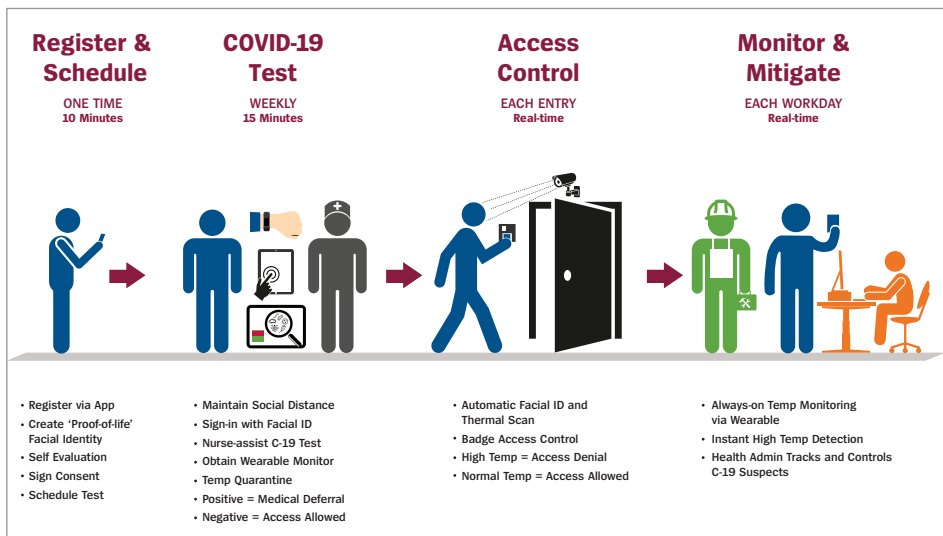 Register &
Schedule
ONE TIME
10 Minutes
• Register via App
• Create ‘Proof-of-life’
Facial Identity
• Self Evaluation
• Sign Consent
• Schedule Test
COVID-19
Test
WEEKLY
15 Minutes
• Maintain Social Distance
• Sign-in with Facial ID
• Nurse-assist C-19 Test
• Obtain Wearable Monitor
• Temp Quarantine
• Positive = Medical Deferral
• Negative = Access Allowed
Access
Control
EACH ENTRY
Real-time
• Automatic Facial ID and
Thermal Scan
• Badge Access Control
• High Temp = Access Denial
• Normal Temp = Access Allowed
Monitor &
Mitigate
EACH WORKDAY
Real-time
• Always-on Temp Monitoring
via Wearable
• Instant High Temp Detection
• Health Admin Tracks and Controls
C-19 Suspects